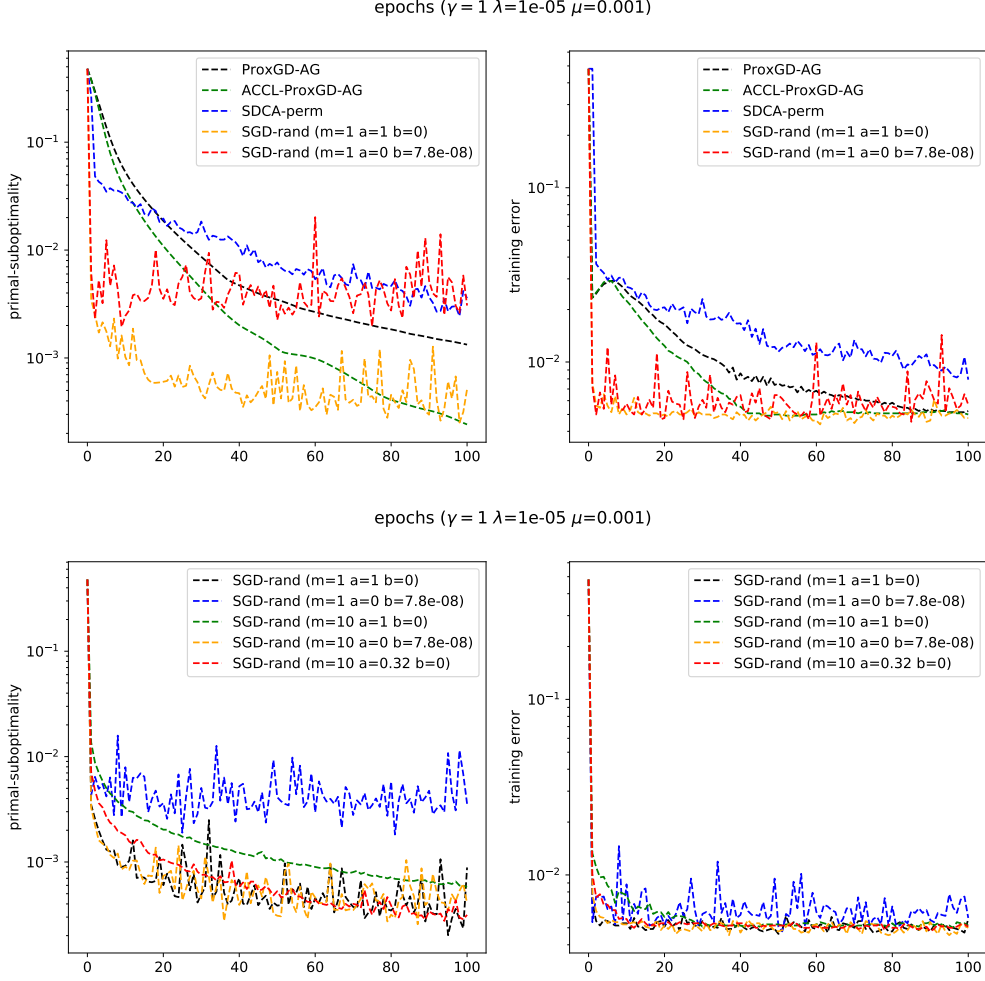 epochs (γ = 1 λ=1e-05 μ=0.001)
primal-suboptimality
10⁻¹
10⁻²
10⁻³
0 20 40 60 80 100
ProxGD-AG
ACCL-ProxGD-AG
SDCA-perm
SGD-rand (m=1 a=1 b=0)
SGD-rand (m=1 a=0 b=7.8e-08)
training error
10⁻¹
10⁻²
0 20 40 60 80 100
ProxGD-AG
ACCL-ProxGD-AG
SDCA-perm
SGD-rand (m=1 a=1 b=0)
SGD-rand (m=1 a=0 b=7.8e-08)
epochs (γ = 1 λ=1e-05 μ=0.001)
primal-suboptimality
10⁻¹
10⁻²
10⁻³
0 20 40 60 80 100
SGD-rand (m=1 a=1 b=0)
SGD-rand (m=1 a=0 b=7.8e-08)
SGD-rand (m=10 a=1 b=0)
SGD-rand (m=10 a=0 b=7.8e-08)
SGD-rand (m=10 a=0.32 b=0)
training error
10⁻¹
10⁻²
0 20 40 60 80 100
SGD-rand (m=1 a=1 b=0)
SGD-rand (m=1 a=0 b=7.8e-08)
SGD-rand (m=10 a=1 b=0)
SGD-rand (m=10 a=0 b=7.8e-08)
SGD-rand (m=10 a=0.32 b=0)